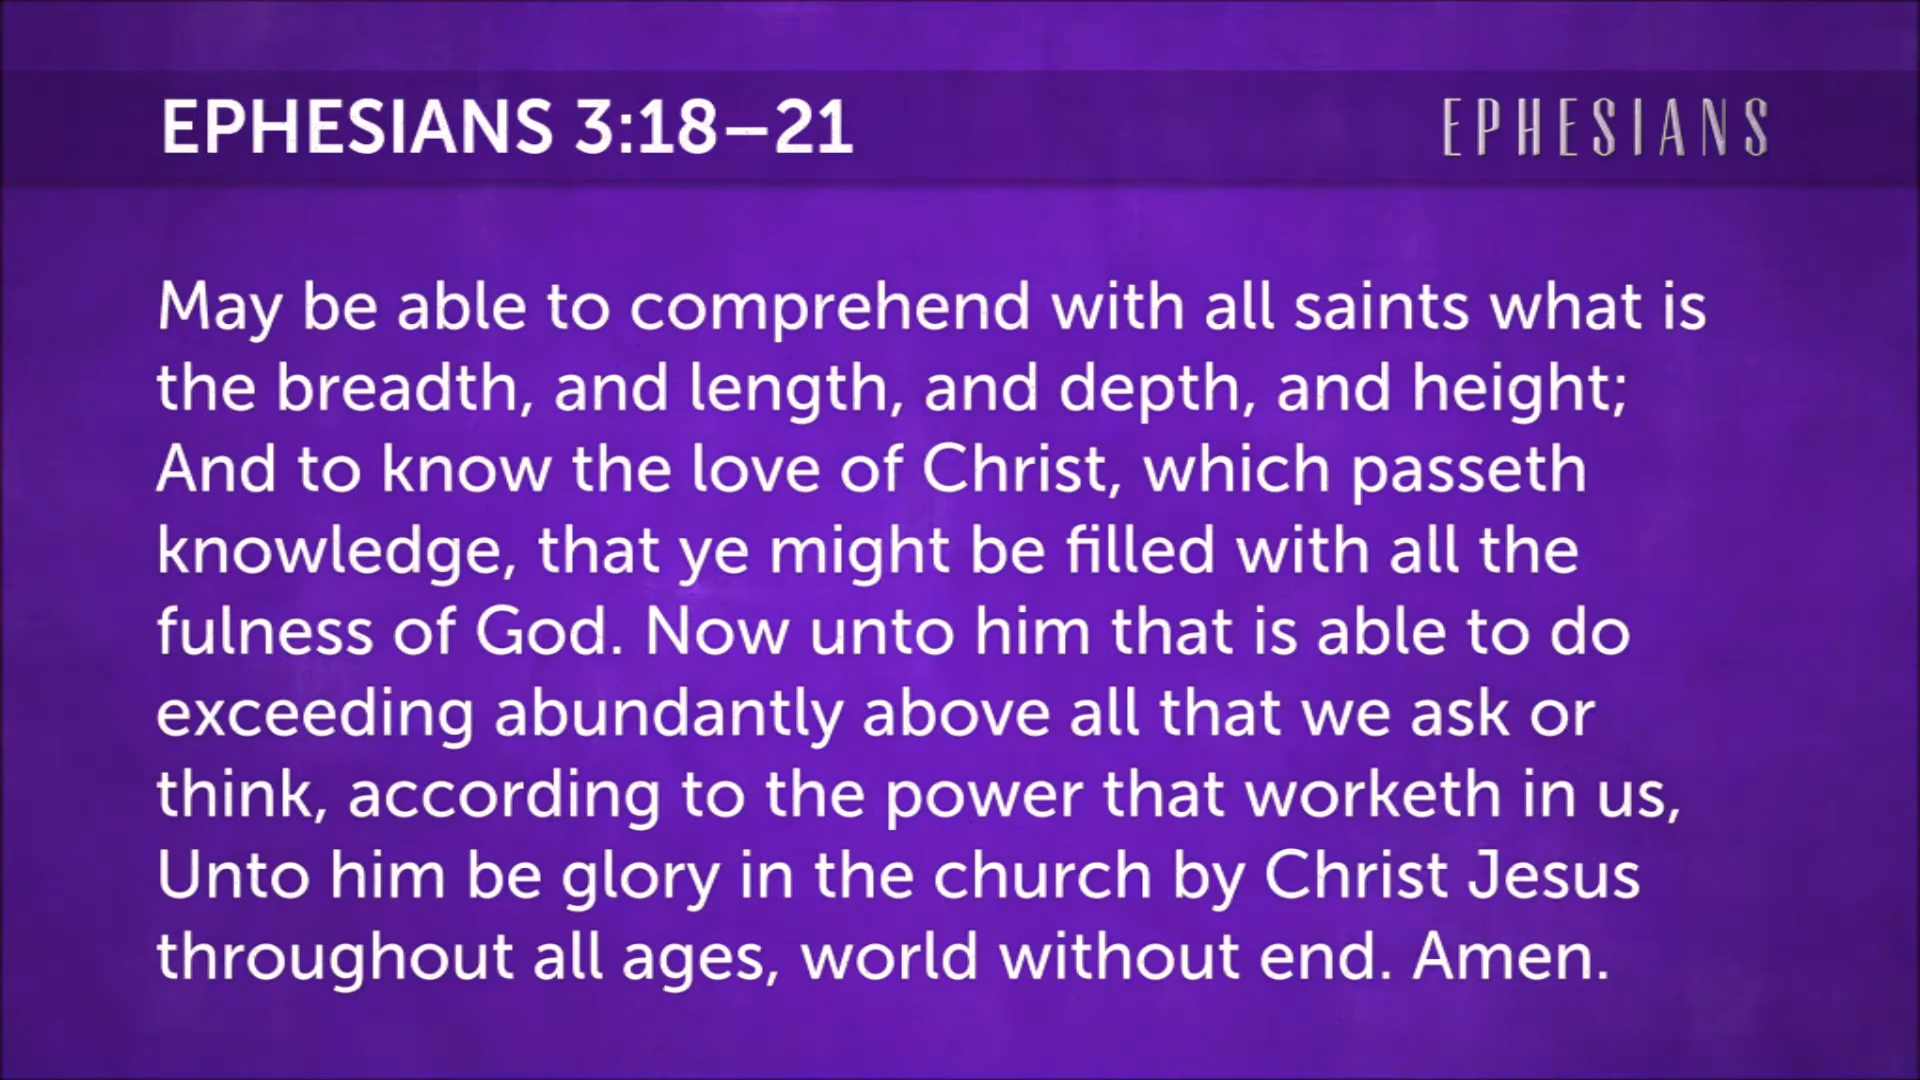 EPHESIANS 3:18–21
EPHESIANS
May be able to comprehend with all saints what is
the breadth, and length, and depth, and height;
And to know the love of Christ, which passeth
knowledge, that ye might be filled with all the
fulness of God. Now unto him that is able to do
exceeding abundantly above all that we ask or
think, according to the power that worketh in us,
Unto him be glory in the church by Christ Jesus
throughout all ages, world without end. Amen.